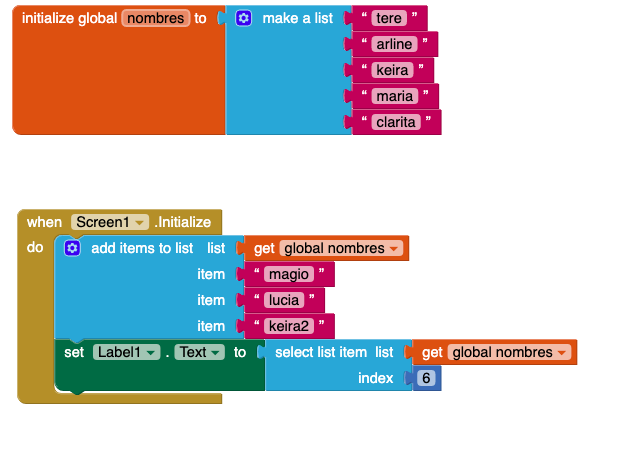 initialize global nombres to make a list " tere "
" arline "
" keira "
" maria "
" clarita "
when Screen1 .Initialize
do add items to list list get global nombres
item " magio "
item " lucia "
item " keira2 "
set Label1 . Text to select list item list get global nombres
index 6